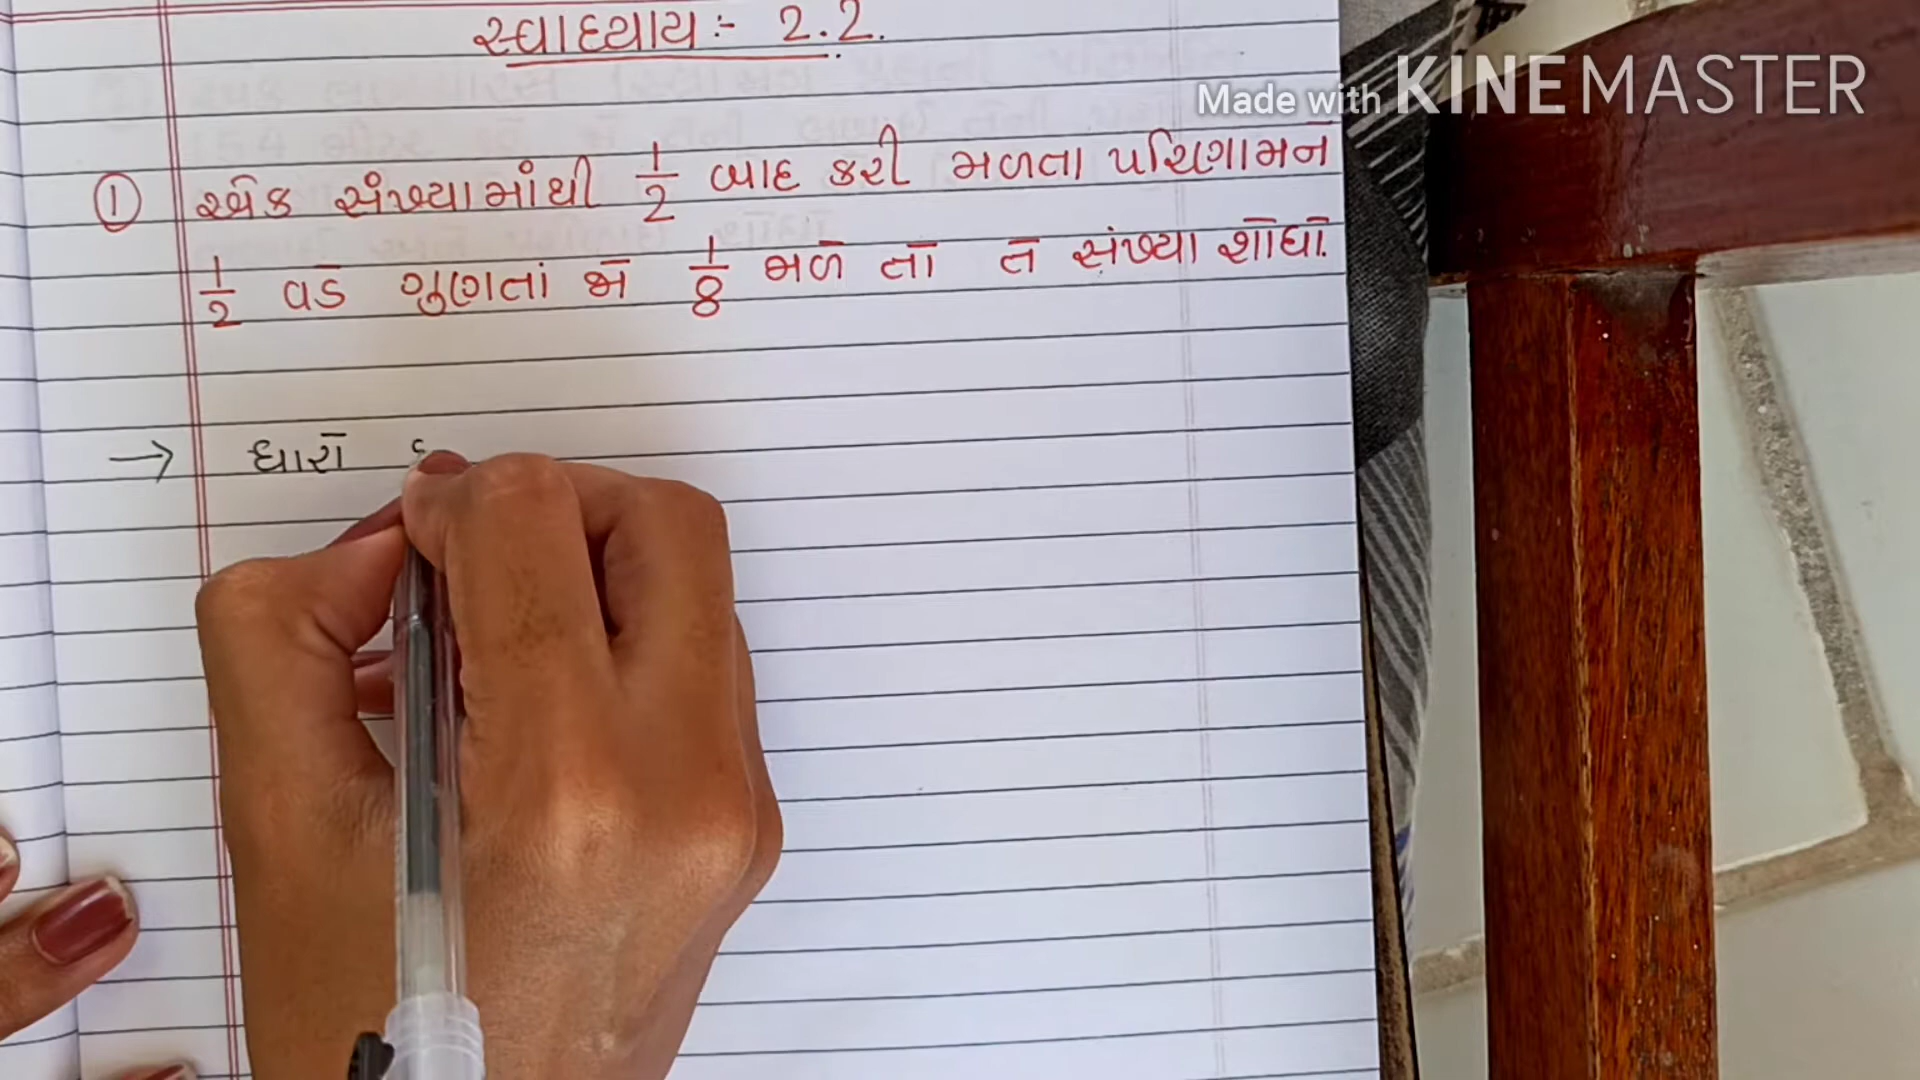 સ્વાધ્યાય :- 2.2.
Made with KINEMASTER
① એક સંખ્યામાંથી 1/2 બાદ કરી મળતા પરિણામને
1/2 વડે ગુણતાં જો 1/8 મળે તો તે સંખ્યા શોધો.
→ ધારો